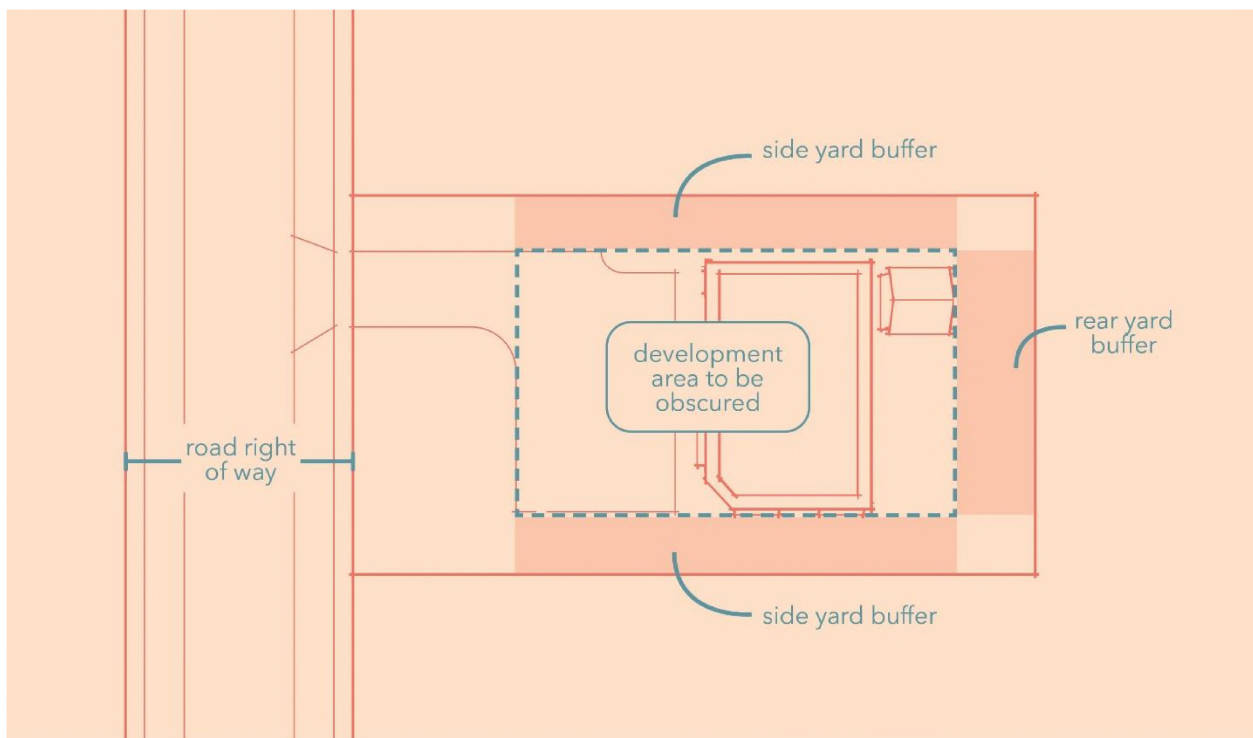 side yard buffer
rear yard
buffer
development
area to be
obscured
road right
of way
side yard buffer